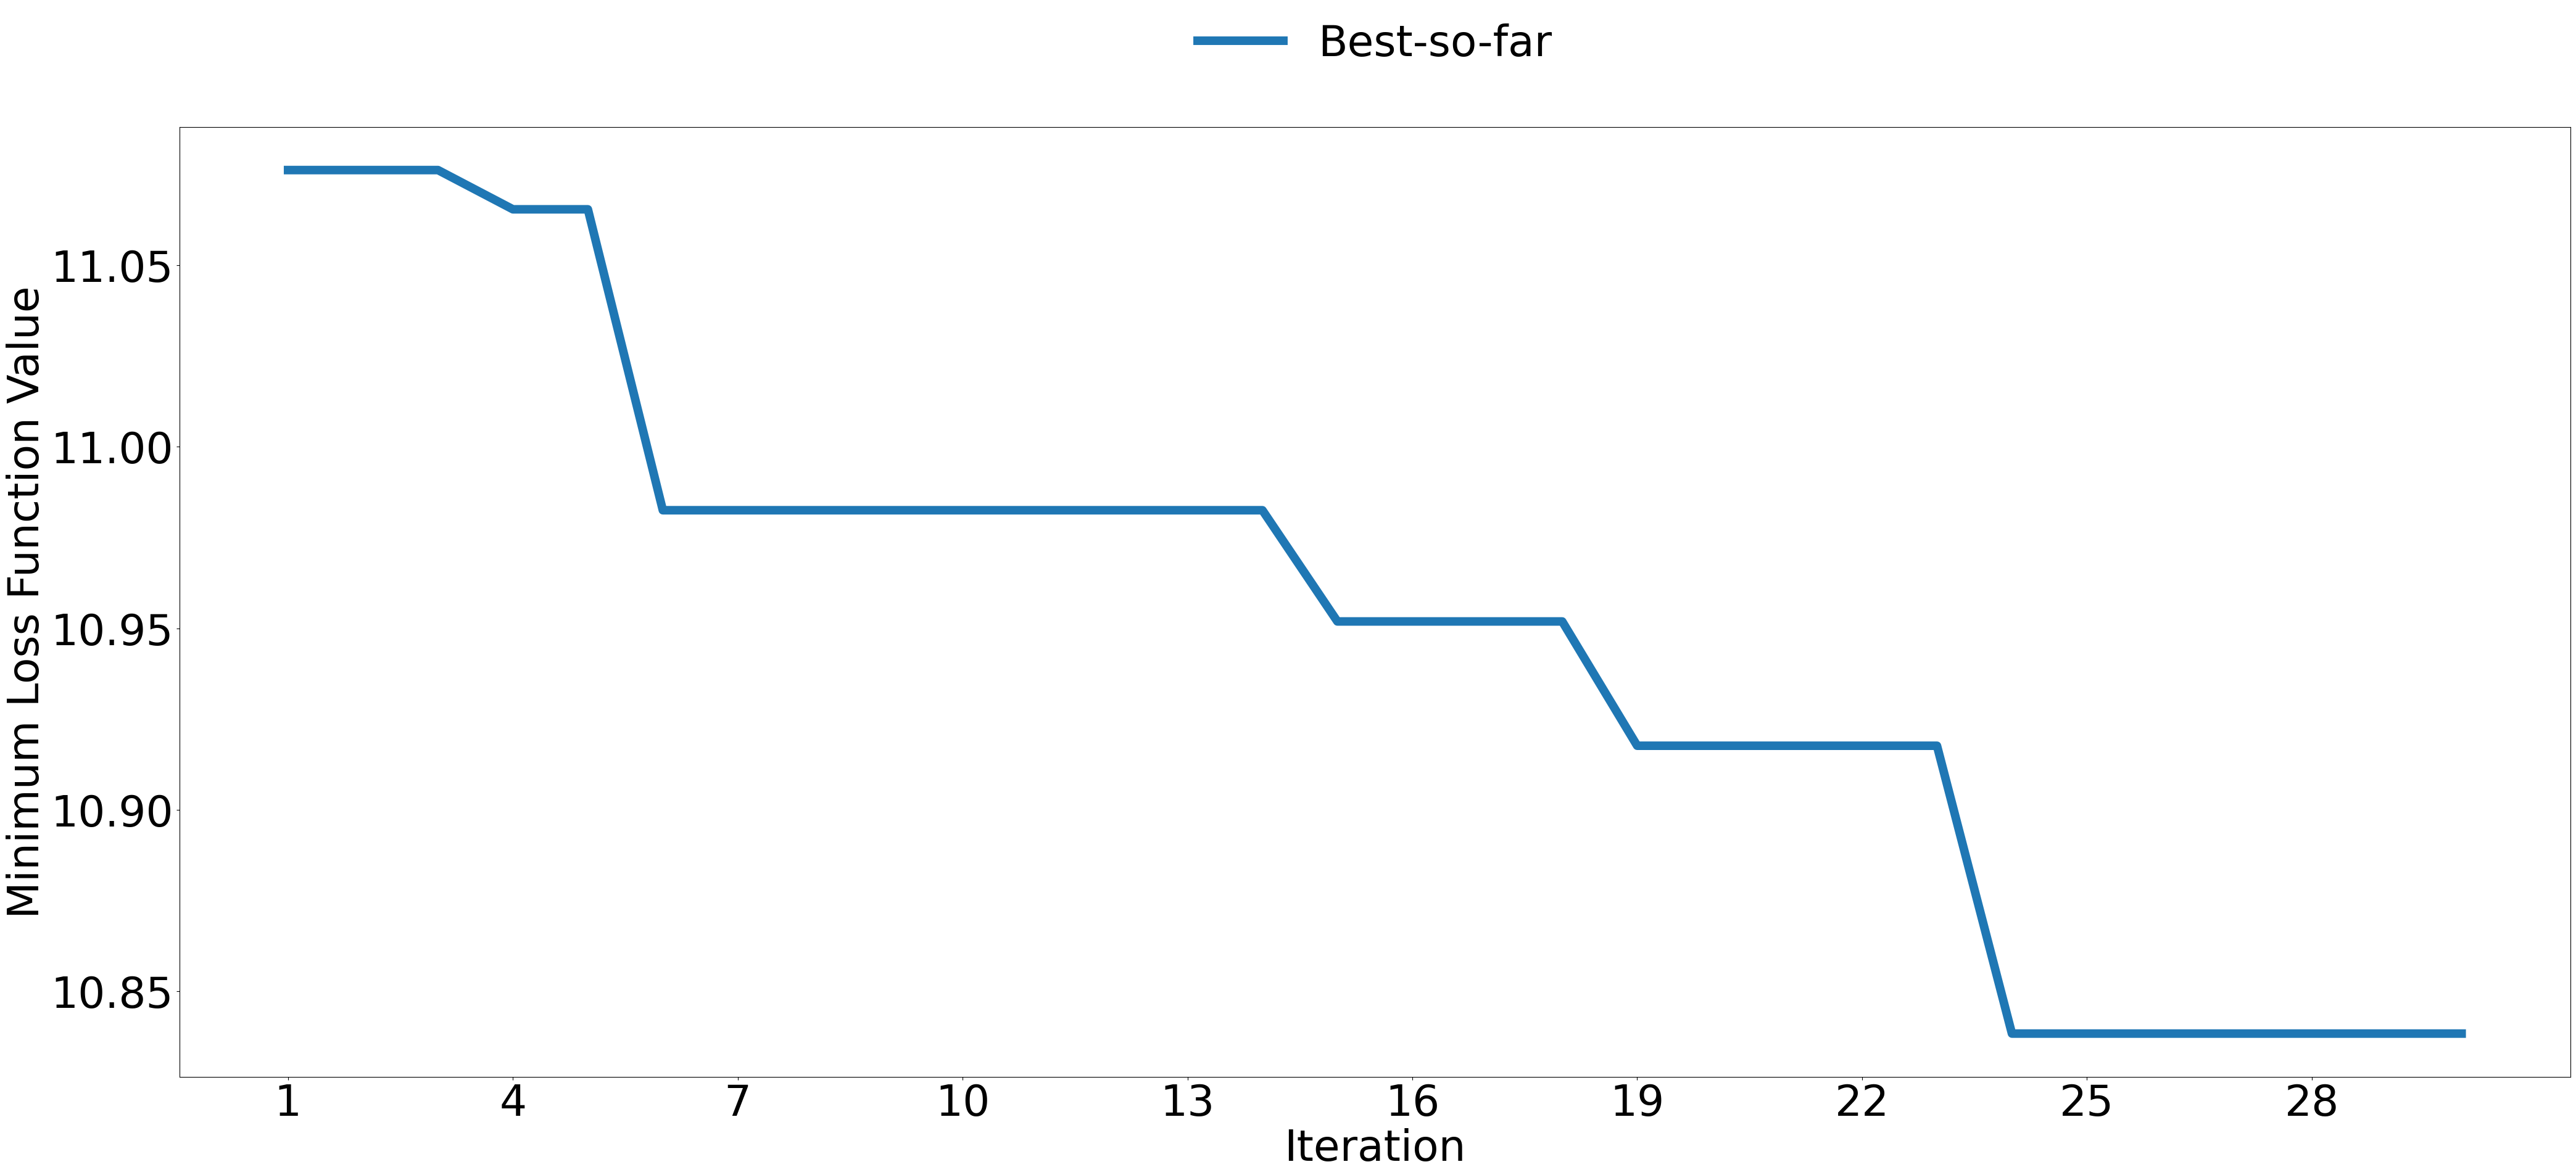 Best-so-far
Minimum Loss Function Value
11.05
11.00
10.95
10.90
10.85
1 4 7 10 13 16 19 22 25 28
Iteration